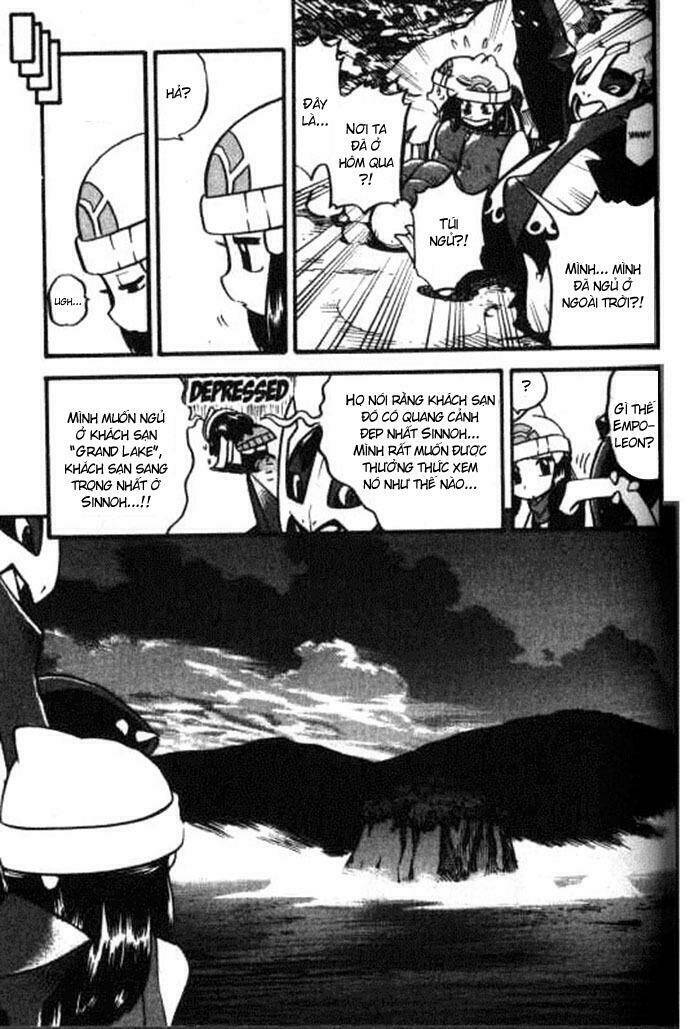 HẢ?
UGH...
ĐÂY
LÀ...
NƠI TA
ĐÃ Ở
HÔM QUA
?!
TÚI
NGỦ?!
MÌNH... MÌNH
ĐÃ NGỦ Ở
NGOÀI TRỜI?!
MÌNH MUỐN NGỦ
Ở KHÁCH SẠN
"GRAND LAKE",
KHÁCH SẠN SANG
TRỌNG NHẤT Ở
SINNOH...!!
DEPRESSED
HỌ NÓI RẰNG KHÁCH SẠN
ĐÓ CÓ QUANG CẢNH
ĐẸP NHẤT SINNOH...
MÌNH RẤT MUỐN ĐƯỢC
THƯỞNG THỨC XEM
NÓ NHƯ THẾ NÀO...
?
GÌ THẾ
EMPO-
LEON?